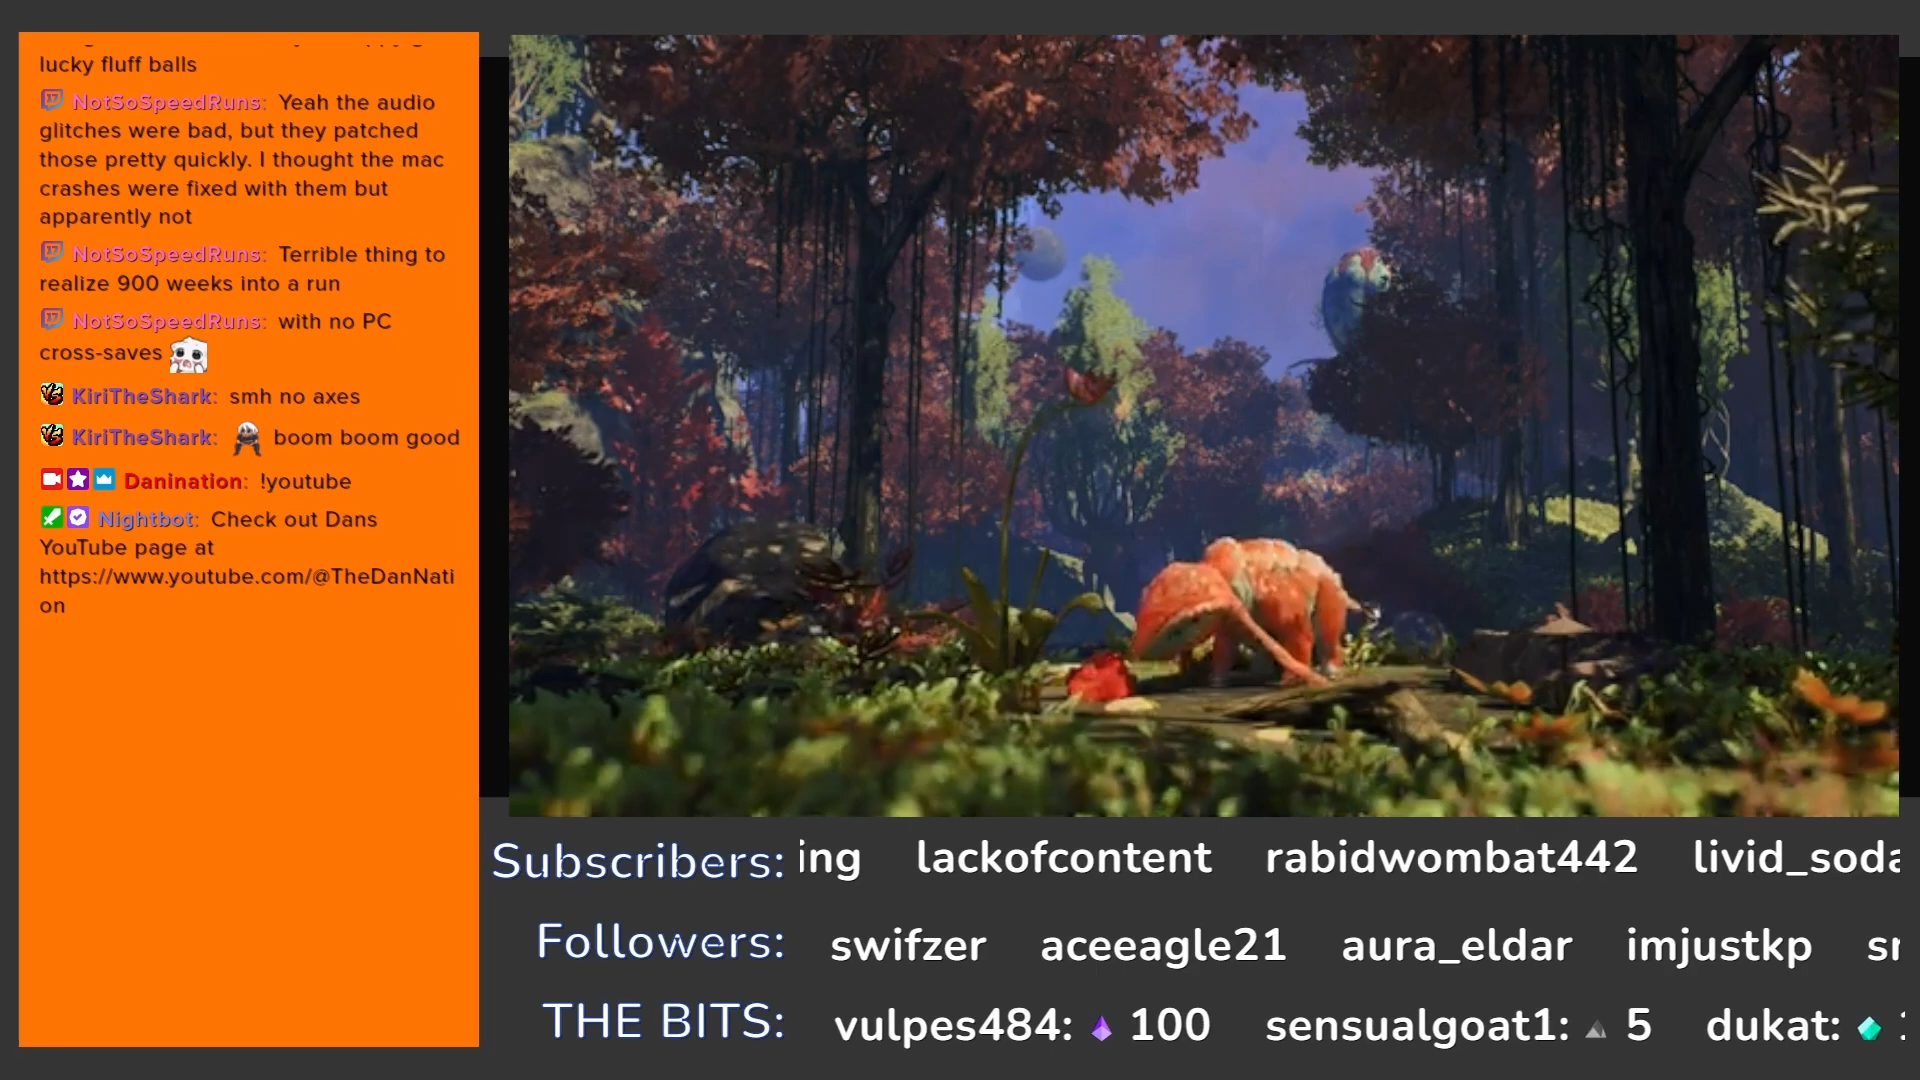 lucky fluff balls
NotSoSpeedRuns: Yeah the audio
glitches were bad, but they patched
those pretty quickly. I thought the mac
crashes were fixed with them but
apparently not
NotSoSpeedRuns: Terrible thing to
realize 900 weeks into a run
NotSoSpeedRuns: with no PC
cross-saves
KiriTheShark: smh no axes
KiriTheShark: boom boom good
Danination: !youtube
Nightbot: Check out Dans
YouTube page at
https://www.youtube.com/@TheDanNati
on
Subscribers: ing lackofcontent rabidwombat442 livid_soda
Followers: swifzer aceeagle21 aura_eldar imjustkp
THE BITS: vulpes484: 100 sensualgoat1: 5 dukat: